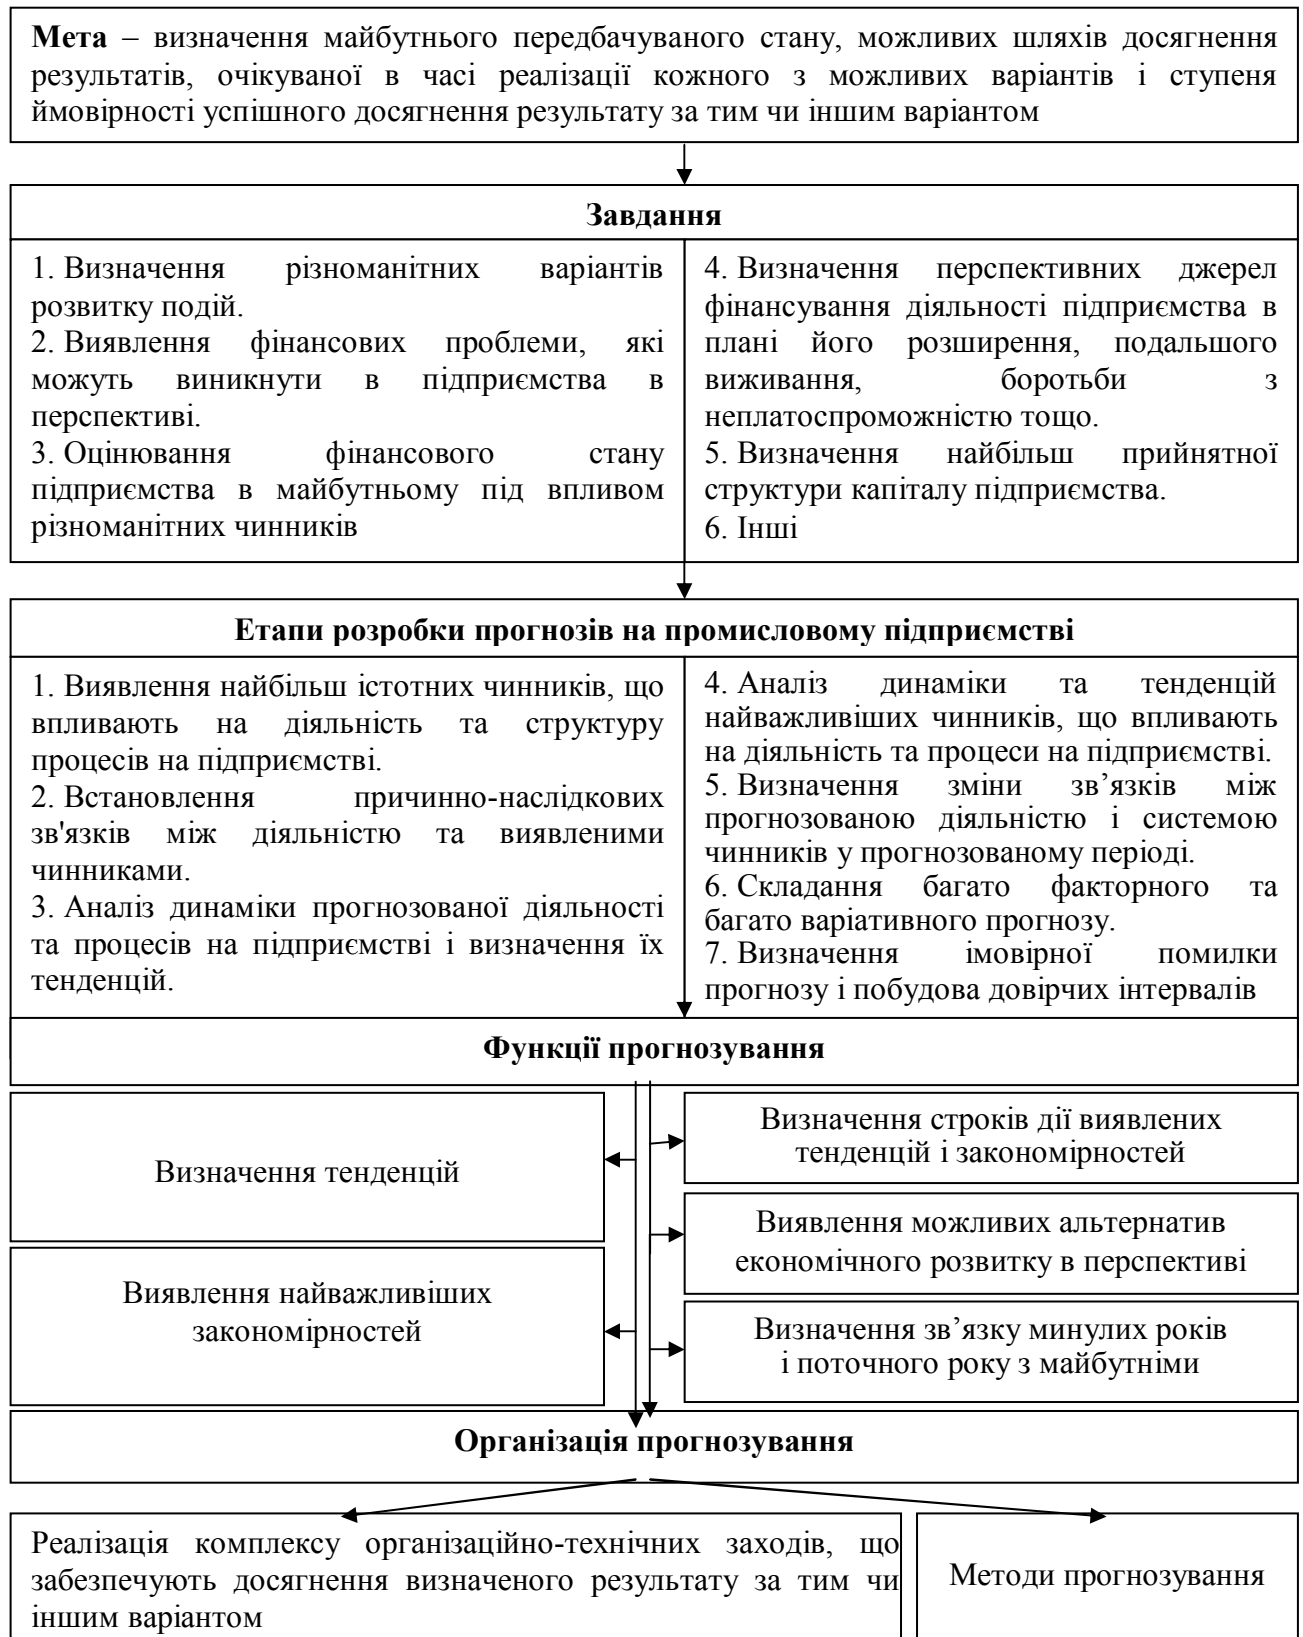 Мета – визначення майбутнього передбачуваного стану, можливих шляхів досягнення
результатів, очікуваної в часі реалізації кожного з можливих варіантів і ступеня
ймовірності успішного досягнення результату за тим чи іншим варіантом
Завдання
1. Визначення різноманітних варіантів
розвитку подій.
2. Виявлення фінансових проблеми, які
можуть виникнути в підприємства в
перспективі.
3. Оцінювання фінансового стану
підприємства в майбутньому під впливом
різноманітних чинників
4. Визначення перспективних джерел
фінансування діяльності підприємства в
плані його розширення, подальшого
виживання, боротьби з
неплатоспроможністю тощо.
5. Визначення найбільш прийнятної
структури капіталу підприємства.
6. Інші
Етапи розробки прогнозів на промисловому підприємстві
1. Виявлення найбільш істотних чинників, що
впливають на діяльність та структуру
процесів на підприємстві.
2. Встановлення причинно-наслідкових
зв'язків між діяльністю та виявленими
чинниками.
3. Аналіз динаміки прогнозованої діяльності
та процесів на підприємстві і визначення їх
тенденцій.
4. Аналіз динаміки та тенденцій
найважливіших чинників, що впливають
на діяльність та процеси на підприємстві.
5. Визначення зміни зв’язків між
прогнозованою діяльністю і системою
чинників у прогнозованому періоді.
6. Складання багато факторного та
багато варіативного прогнозу.
7. Визначення імовірної помилки
прогнозу і побудова довірчих інтервалів
Функції прогнозування
Визначення тенденцій
Виявлення найважливіших
закономірностей
Визначення строків дії виявлених
тенденцій і закономірностей
Виявлення можливих альтернатив
економічного розвитку в перспективі
Визначення зв’язку минулих років
і поточного року з майбутніми
Організація прогнозування
Реалізація комплексу організаційно-технічних заходів, що
забезпечують досягнення визначеного результату за тим чи
іншим варіантом
Методи прогнозування